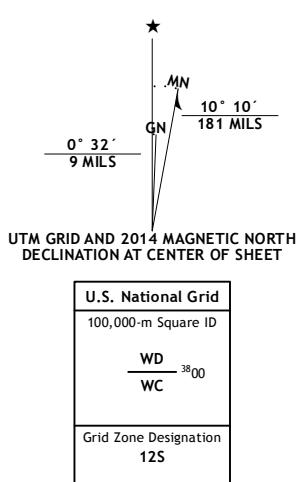 MN
GN
10° 10´
181 MILS
0° 32´
9 MILS
UTM GRID AND 2014 MAGNETIC NORTH
DECLINATION AT CENTER OF SHEET
U.S. National Grid
100,000-m Square ID
WD
3800
WC
Grid Zone Designation
12S